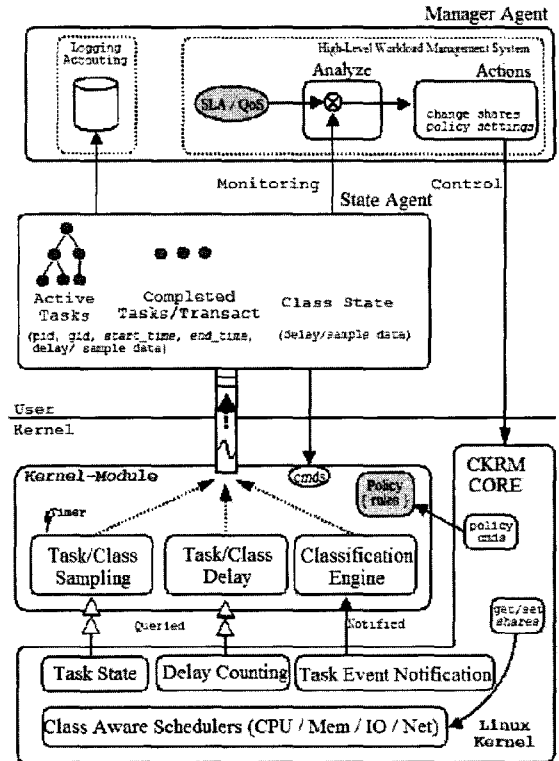 Manager Agent
Logging
Accouting
High-Level Workload Management System
Analyze
Actions
SLA / QoS
change shares
policy settings
Monitoring
Control
State Agent
Active
Tasks
Completed
Tasks/Transact
Class State
(pid, gid, start_time, end_time,
delay/ sample data)
(Delay/sample data)
User
Kernel
Kernel-Module
cmds
Policy
{ rules }
CKRM
CORE
policy
cmds
Timer
Task/Class
Sampling
Task/Class
Delay
Classification
Engine
get/set
shares
Queried
Notified
Task State
Delay Counting
Task Event Notification
Class Aware Schedulers (CPU / Mem / IO / Net)
Linux
Kernel